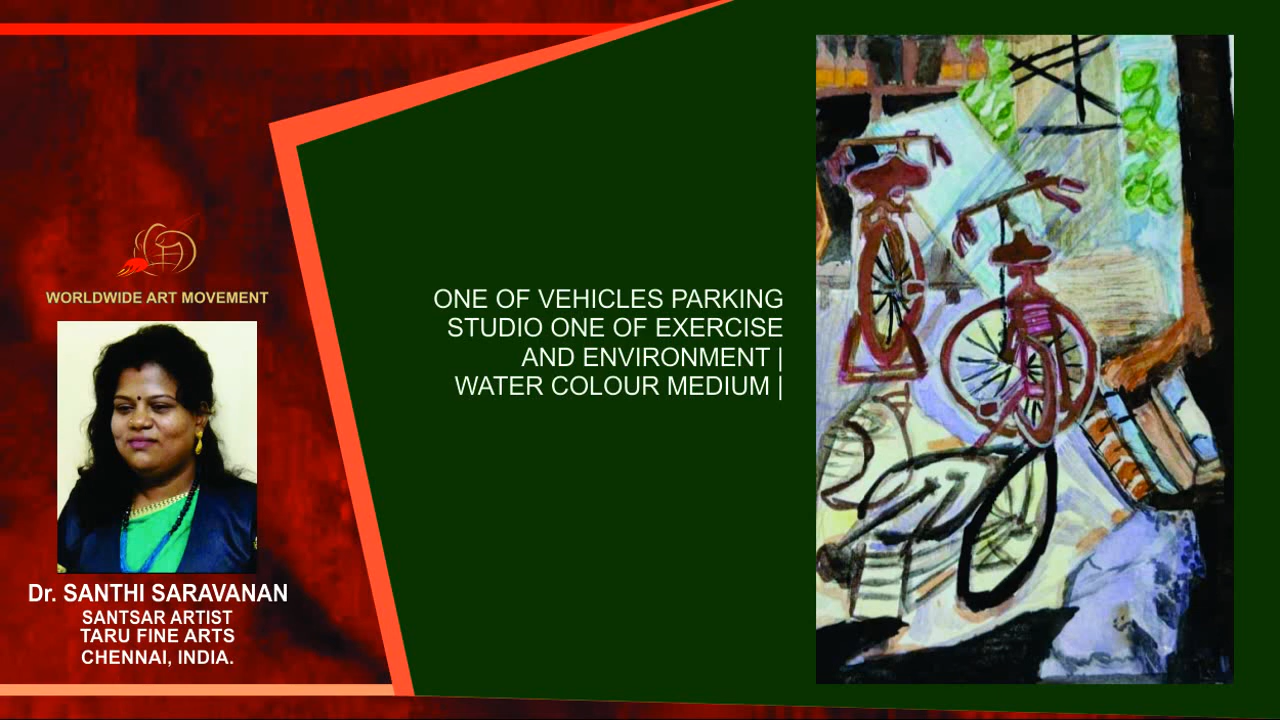 WORLDWIDE ART MOVEMENT
Dr. SANTHI SARAVANAN
SANTSAR ARTIST
TARU FINE ARTS
CHENNAI, INDIA.
ONE OF VEHICLES PARKING
STUDIO ONE OF EXERCISE
AND ENVIRONMENT |
WATER COLOUR MEDIUM |